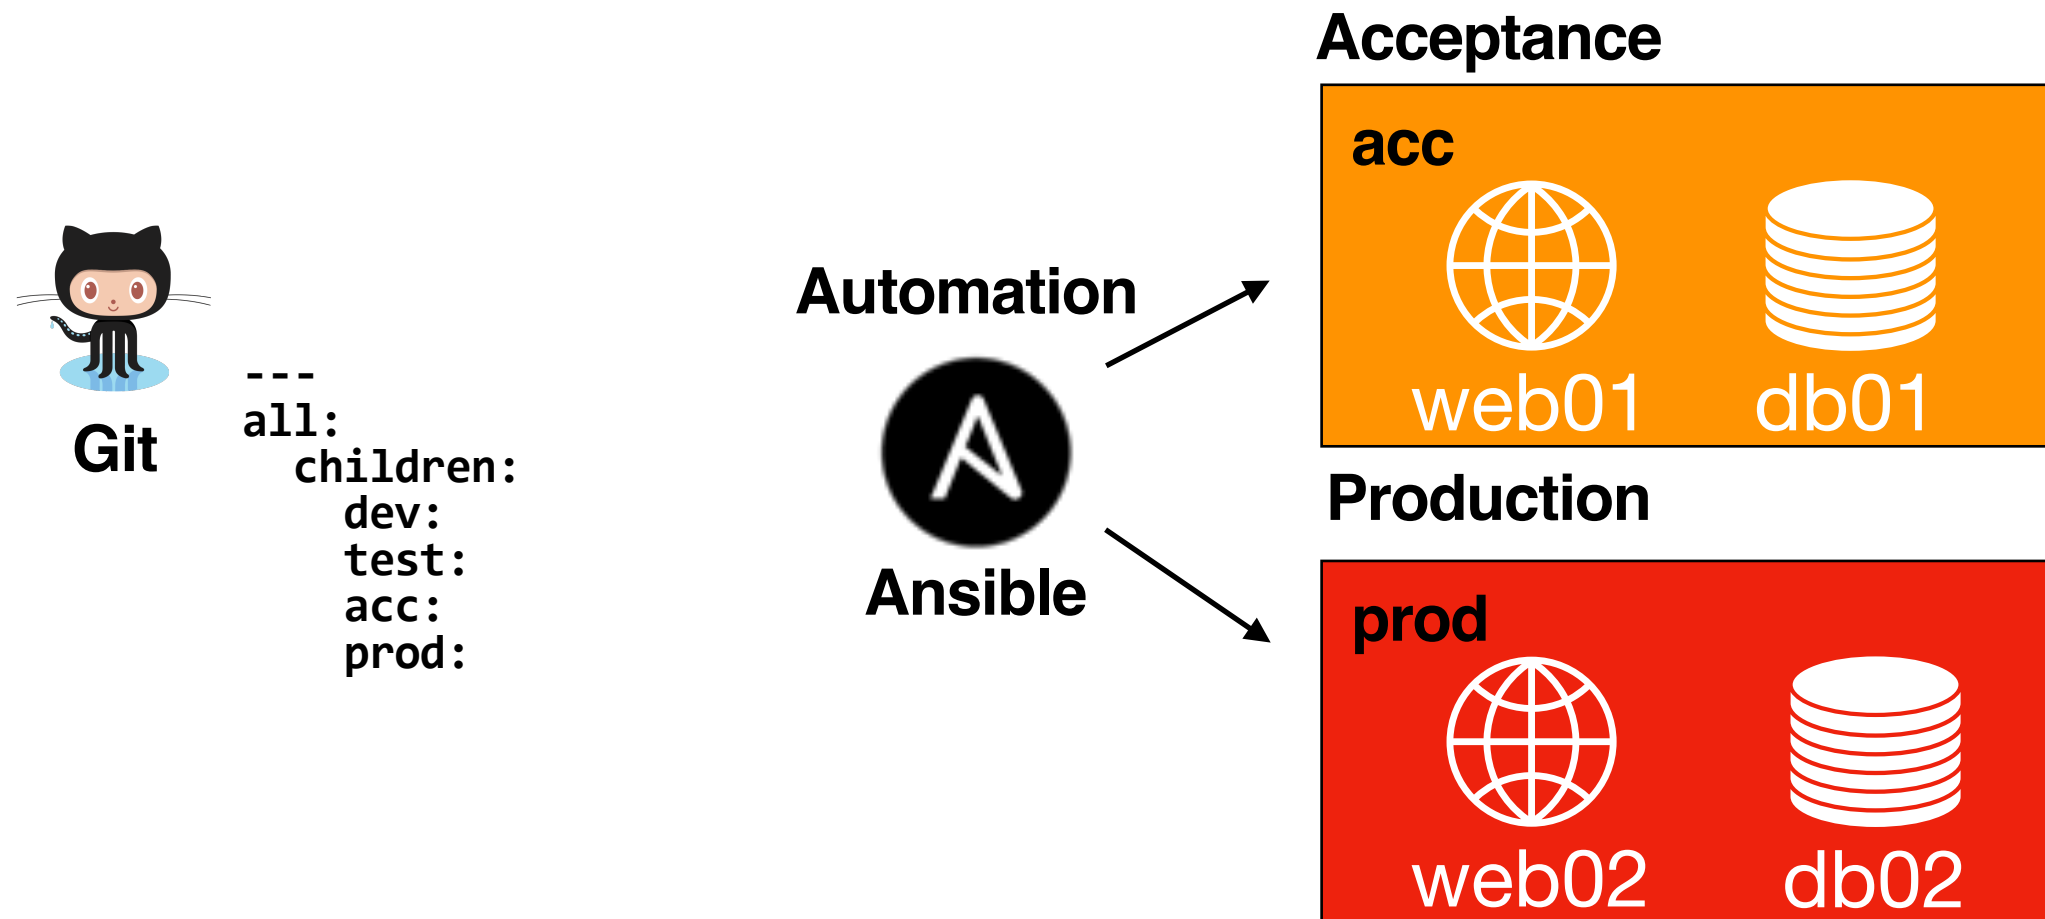 Git
---
all:
  children:
    dev:
    test:
    acc:
    prod:
Automation
Ansible
Acceptance
acc
web01 db01
Production
prod
web02 db02